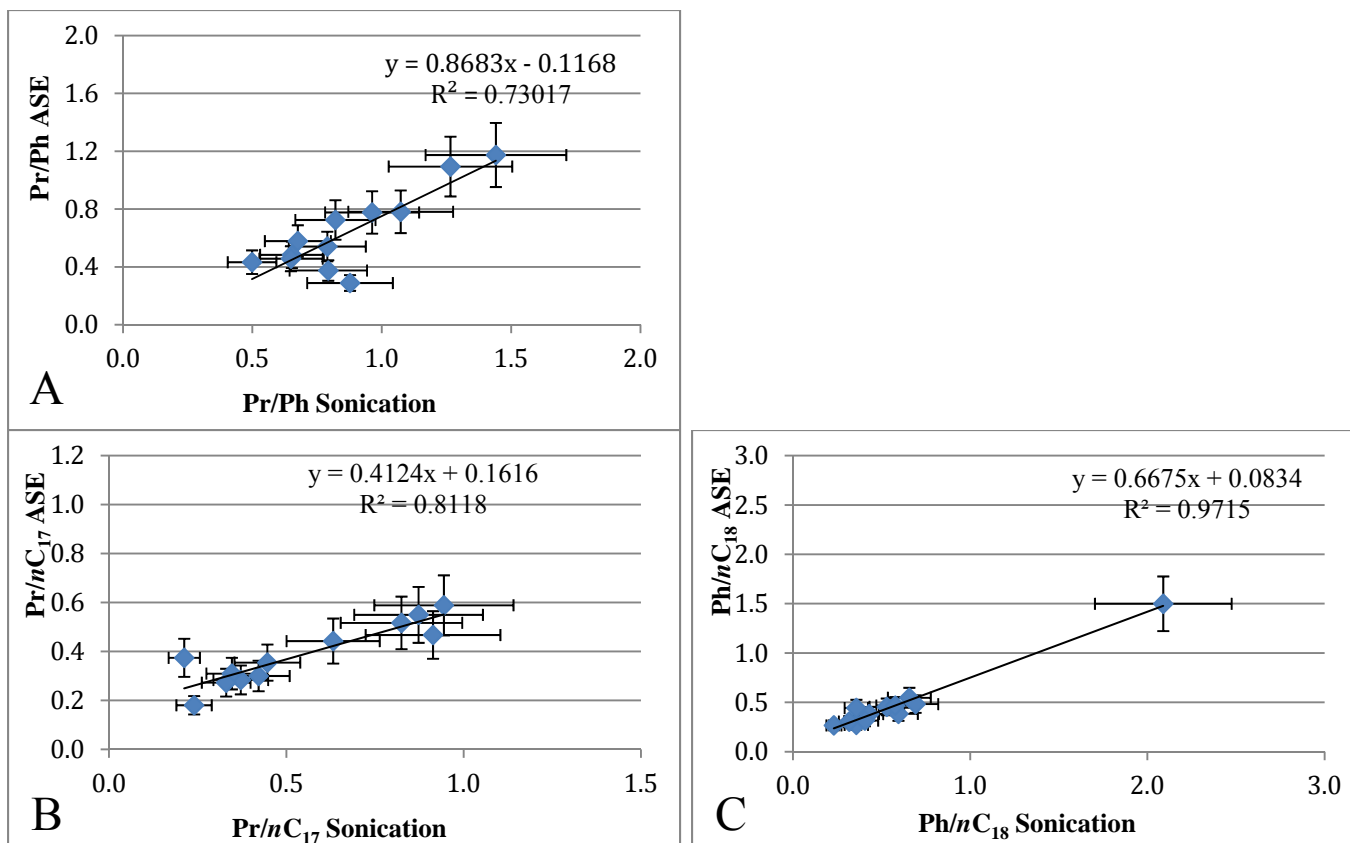 2.0
1.6
1.2
0.8
0.4
0.0
Pr/Ph ASE
y = 0.8683x - 0.1168
R² = 0.73017
0.0 0.5 1.0 1.5 2.0
Pr/Ph Sonication
A
1.2
1.0
0.8
0.6
0.4
0.2
0.0
Pr/nC₁₇ ASE
y = 0.4124x + 0.1616
R² = 0.8118
0.0 0.5 1.0 1.5
Pr/nC₁₇ Sonication
B
3.0
2.5
2.0
1.5
1.0
0.5
0.0
Ph/nC₁₈ ASE
y = 0.6675x + 0.0834
R² = 0.9715
0.0 1.0 2.0 3.0
Ph/nC₁₈ Sonication
C